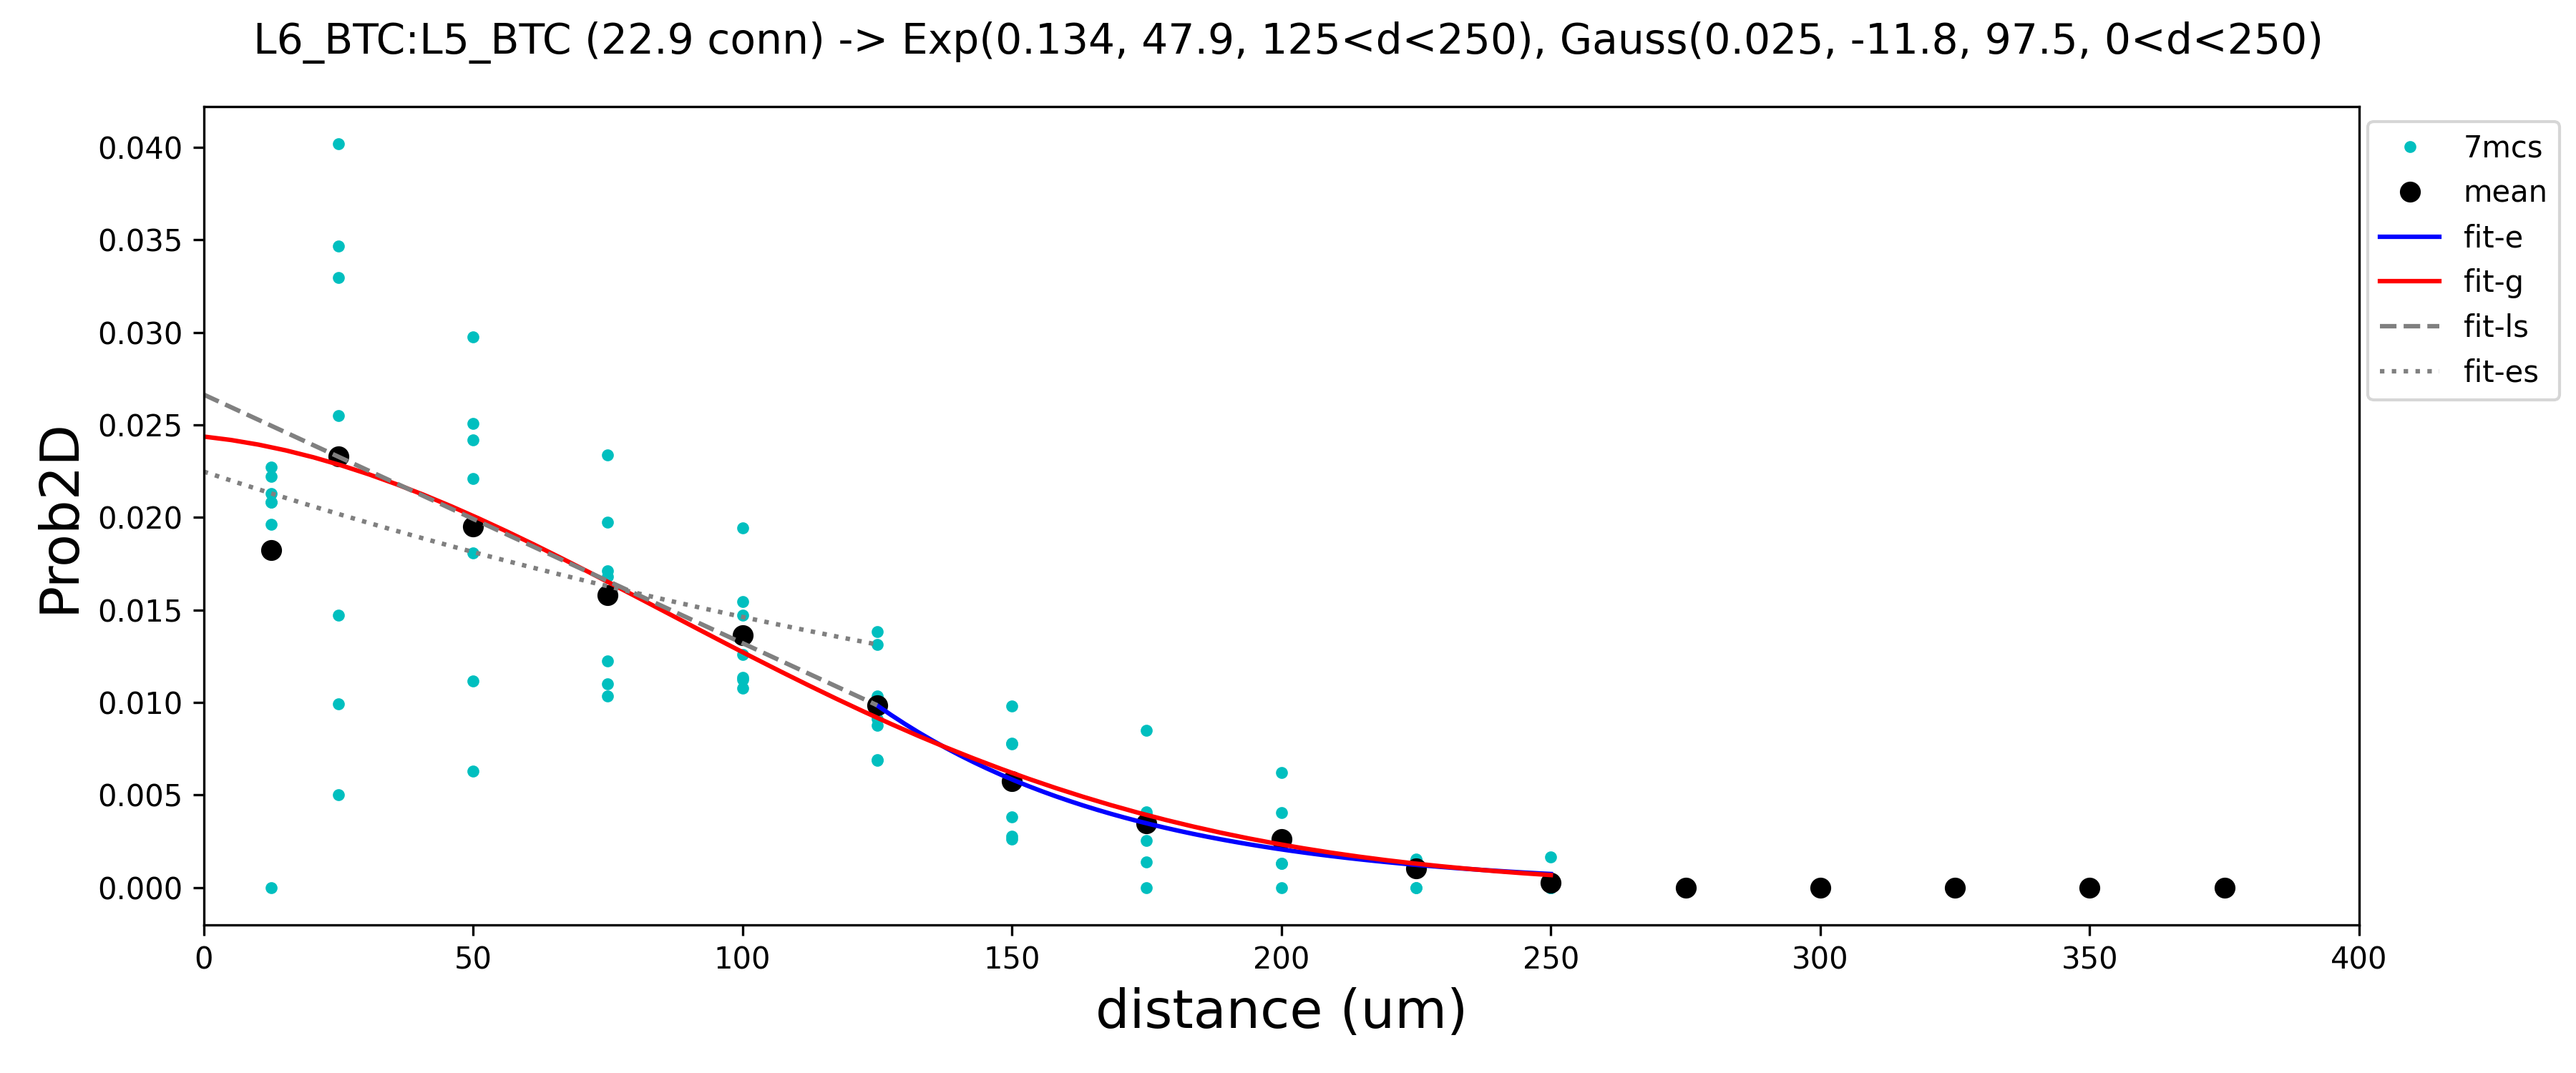 L6_BTC:L5_BTC (22.9 conn) -> Exp(0.134, 47.9, 125<d<250), Gauss(0.025, -11.8, 97.5, 0<d<250)
0.040
0.035
0.030
0.025
0.020
0.015
0.010
0.005
0.000
Prob2D
0 50 100 150 200 250 300 350 400
distance (um)
7mcs
mean
fit-e
fit-g
fit-ls
fit-es